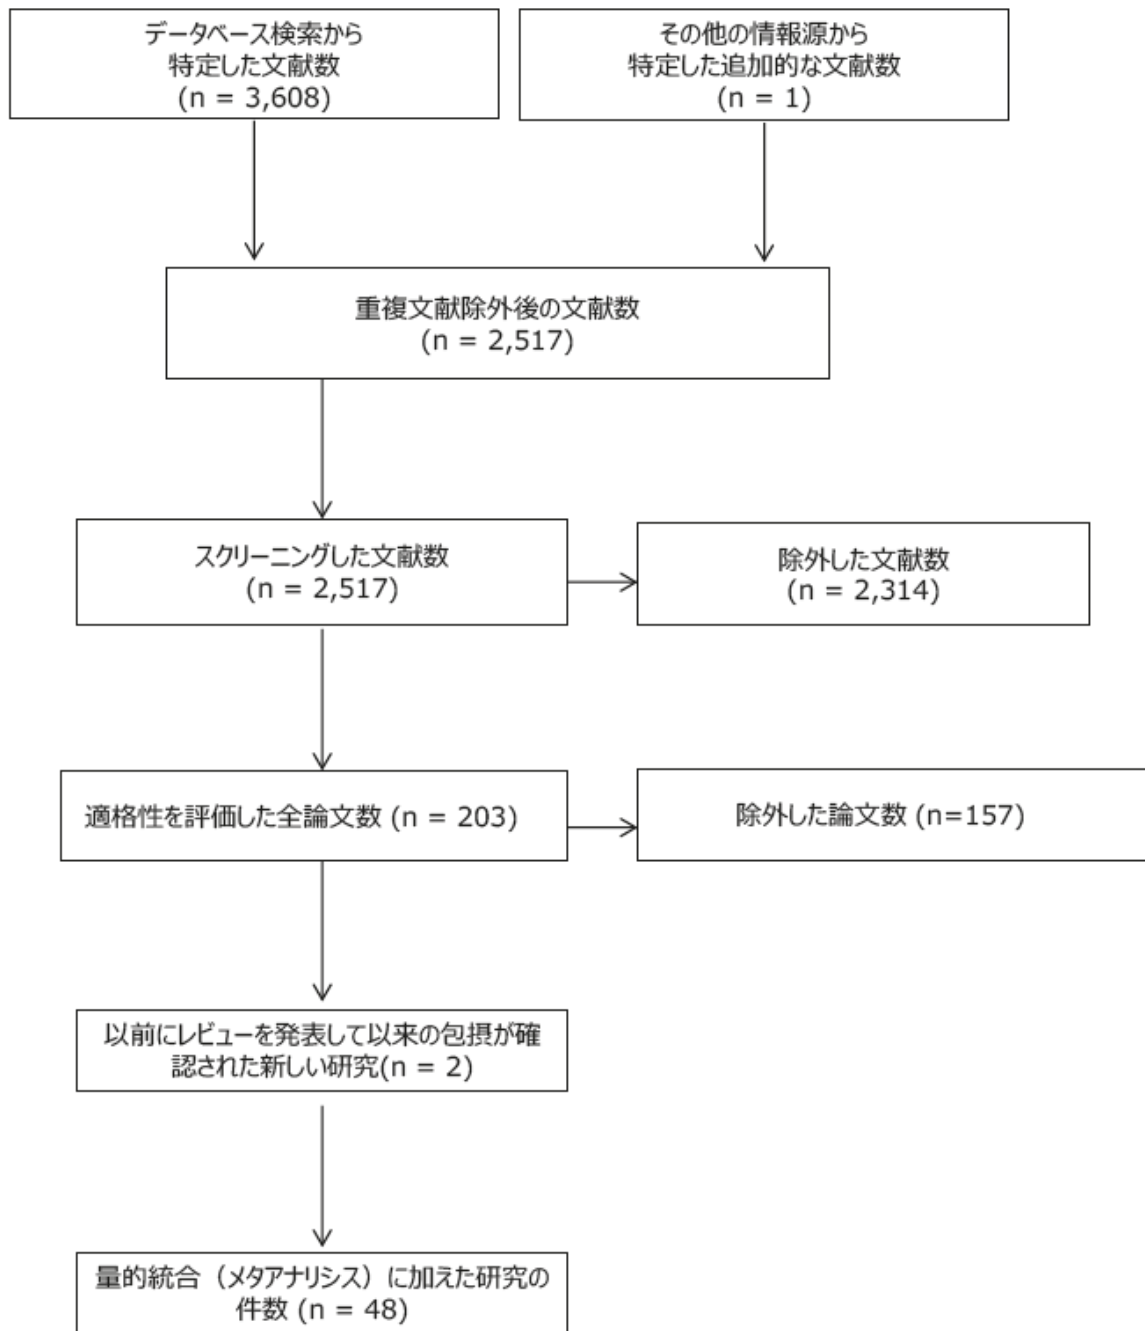 データベース検索から
特定した文献数
(n = 3,608)
その他の情報源から
特定した追加的な文献数
(n = 1)
重複文献除外後の文献数
(n = 2,517)
スクリーニングした文献数
(n = 2,517)
除外した文献数
(n = 2,314)
適格性を評価した全論文数 (n = 203)
除外した論文数 (n=157)
以前にレビューを発表して以来の包摂が確
認された新しい研究(n = 2)
量的統合（メタアナリシス）に加えた研究の
件数 (n = 48)